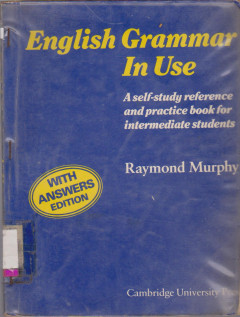 English Grammar
In Use
A self-study reference
and practice book for
intermediate students
Raymond Murphy
WITH
ANSWERS
EDITION
Cambridge University